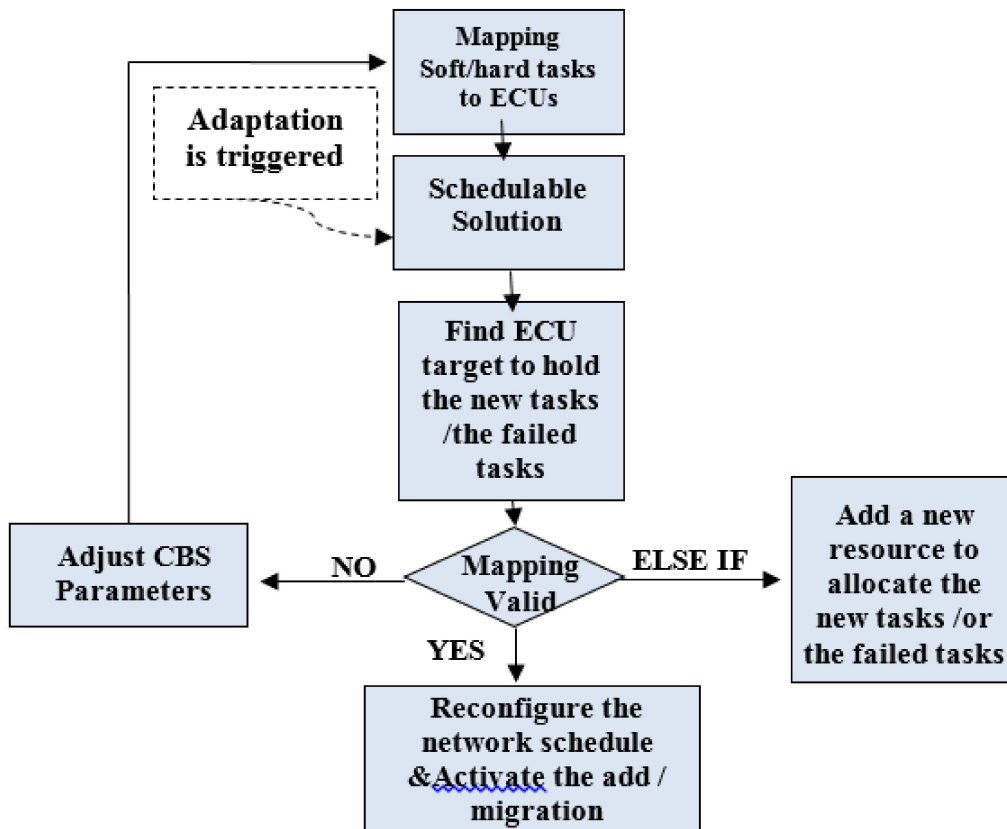 Mapping
Soft/hard tasks
to ECUs
Adaptation
is triggered
Schedulable
Solution
Find ECU
target to hold
the new tasks
/the failed
tasks
Adjust CBS
Parameters
NO
Mapping
Valid
ELSE IF
Add a new
resource to
allocate the
new tasks /or
the failed tasks
YES
Reconfigure the
network schedule
&Activate the add /
migration